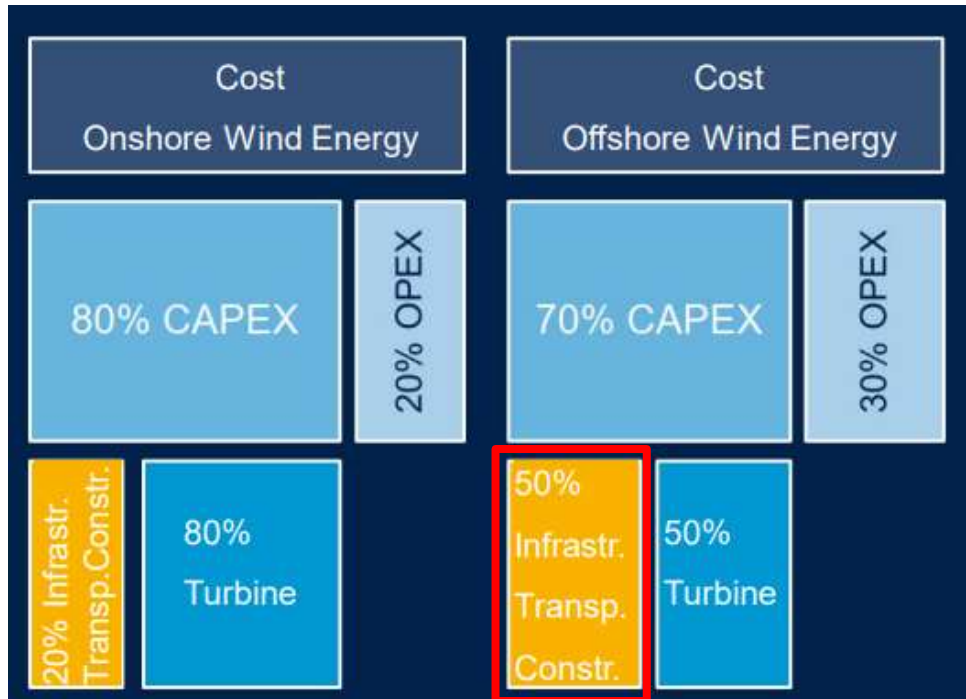 Cost
Onshore Wind Energy
Cost
Offshore Wind Energy
80% CAPEX
20% OPEX
70% CAPEX
30% OPEX
20% Infrastr.
Transp.Constr.
80%
Turbine
50%
Infrastr.
Transp.
Constr.
50%
Turbine